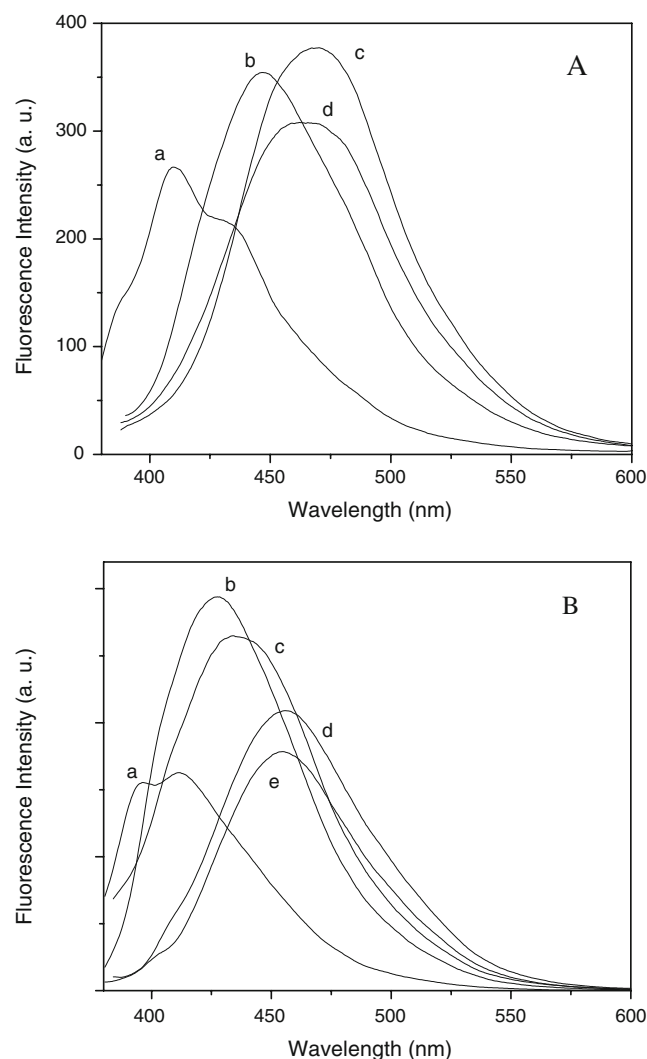 400
300
200
100
0
Fluorescence Intensity (a. u.)
A
a
b
c
d
400 450 500 550 600
Wavelength (nm)
Fluorescence Intensity (a. u.)
B
a
b
c
d
e
400 450 500 550 600
Wavelength (nm)